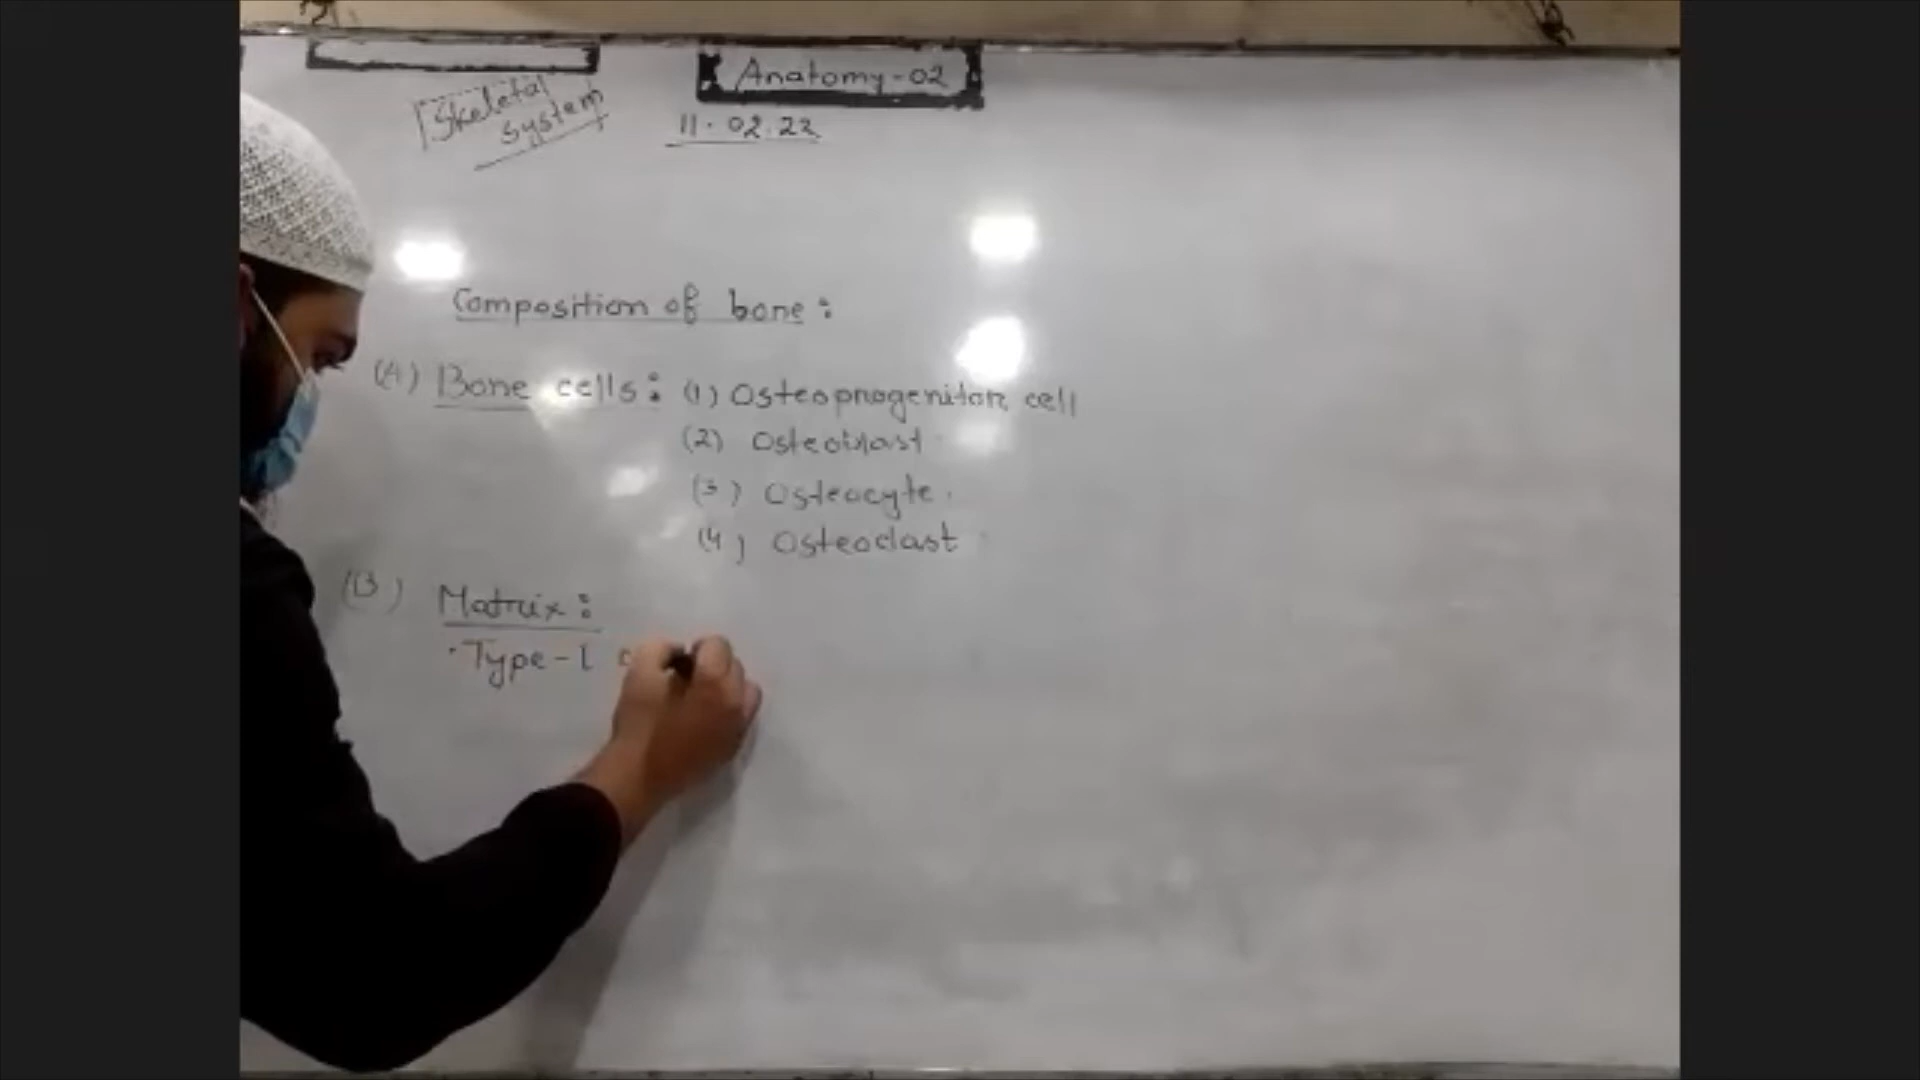 Anatomy-02
Skeletal
system
11.02.22
Composition of bone:
(A) Bone cells: (1) Osteoprogenitor cell
(2) Osteoblast
(3) Osteocyte.
(4) Osteoclast
(B) Matrix:
· Type-1 c